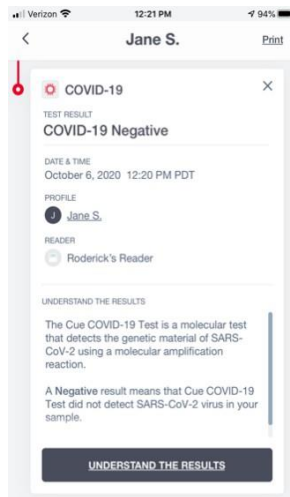 Verizon 12:21 PM 94%
Jane S. Print
COVID-19
TEST RESULT
COVID-19 Negative
DATE & TIME
October 6, 2020 12:20 PM PDT
PROFILE
J Jane S.
READER
Roderick's Reader
UNDERSTAND THE RESULTS
The Cue COVID-19 Test is a molecular test
that detects the genetic material of SARS-
CoV-2 using a molecular amplification
reaction.
A Negative result means that Cue COVID-19
Test did not detect SARS-CoV-2 virus in your
sample.
UNDERSTAND THE RESULTS